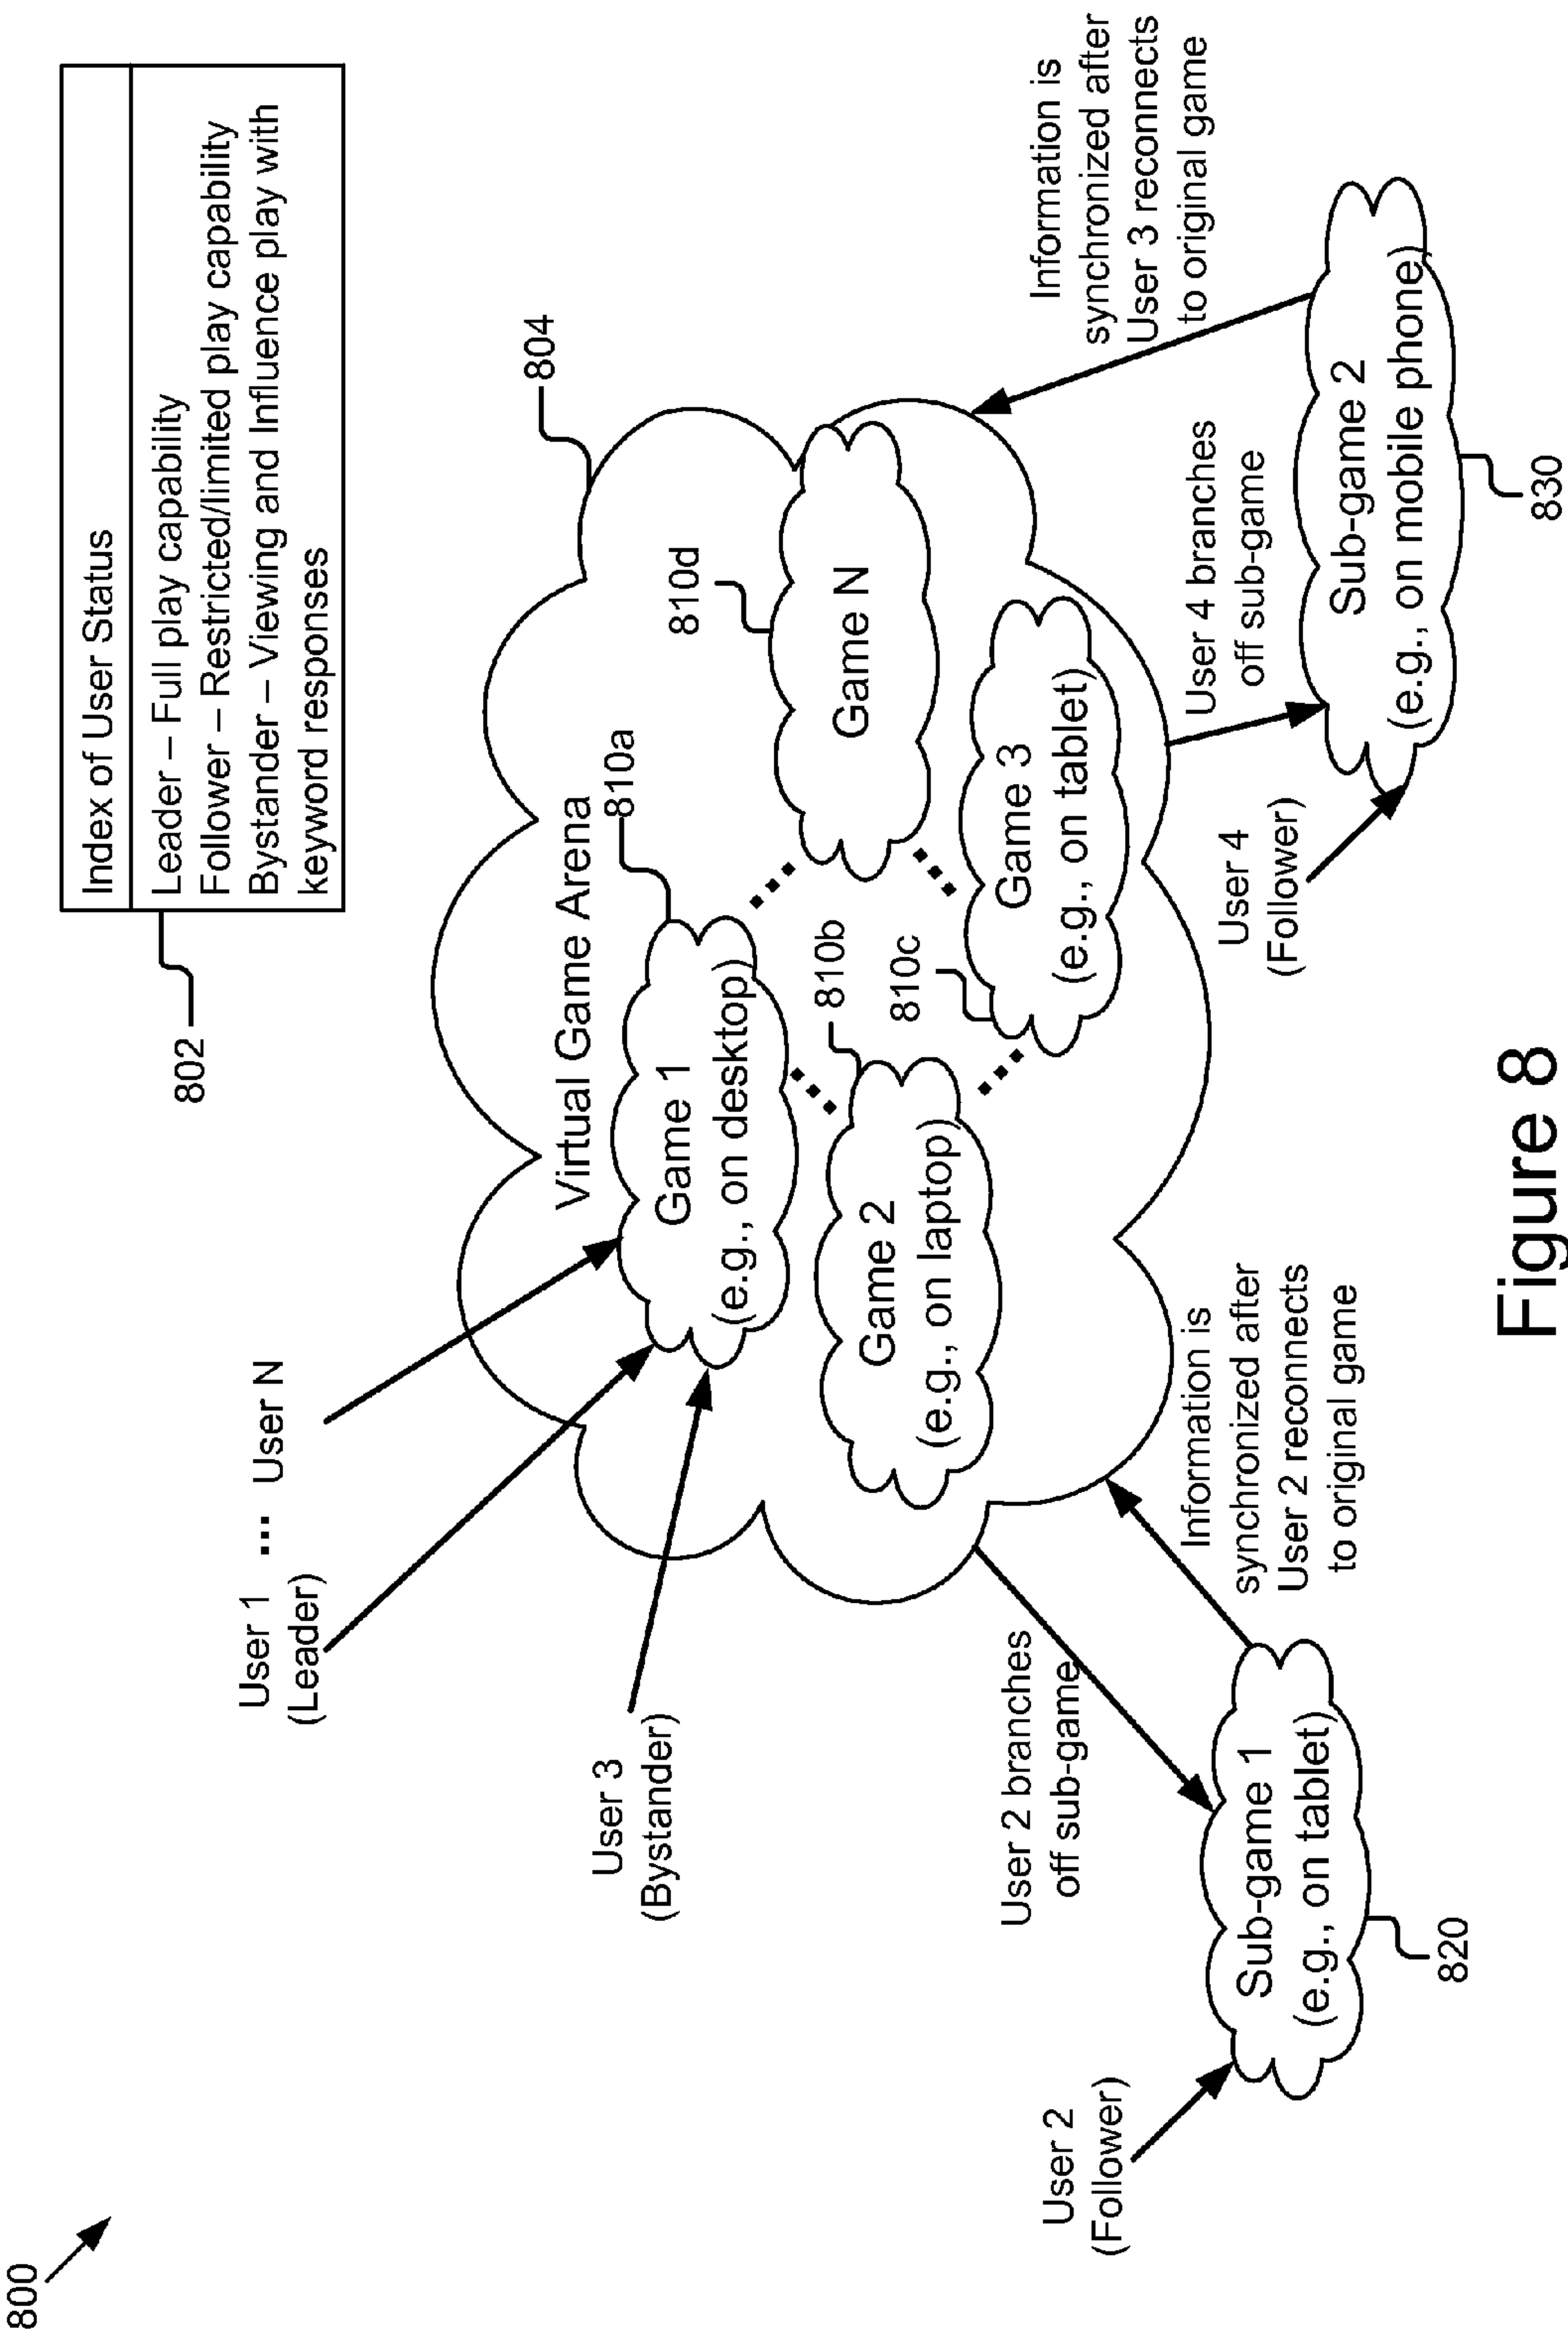 800
Index of User Status
Leader – Full play capability
Follower – Restricted/limited play capability
Bystander – Viewing and Influence play with
keyword responses
802
User 1 ... User N
(Leader)
804
Virtual Game Arena
810a
Game 1
(e.g., on desktop)
810d
Game N
User 3
(Bystander)
810b
Game 2
(e.g., on laptop)
810c
Game 3
(e.g., on tablet)
User 2 branches
off sub-game
Information is
synchronized after
User 2 reconnects
to original game
User 2
(Follower)
Sub-game 1
(e.g., on tablet)
820
User 4 branches
off sub-game
Information is
synchronized after
User 3 reconnects
to original game
User 4
(Follower)
Sub-game 2
(e.g., on mobile phone)
830
Figure 8